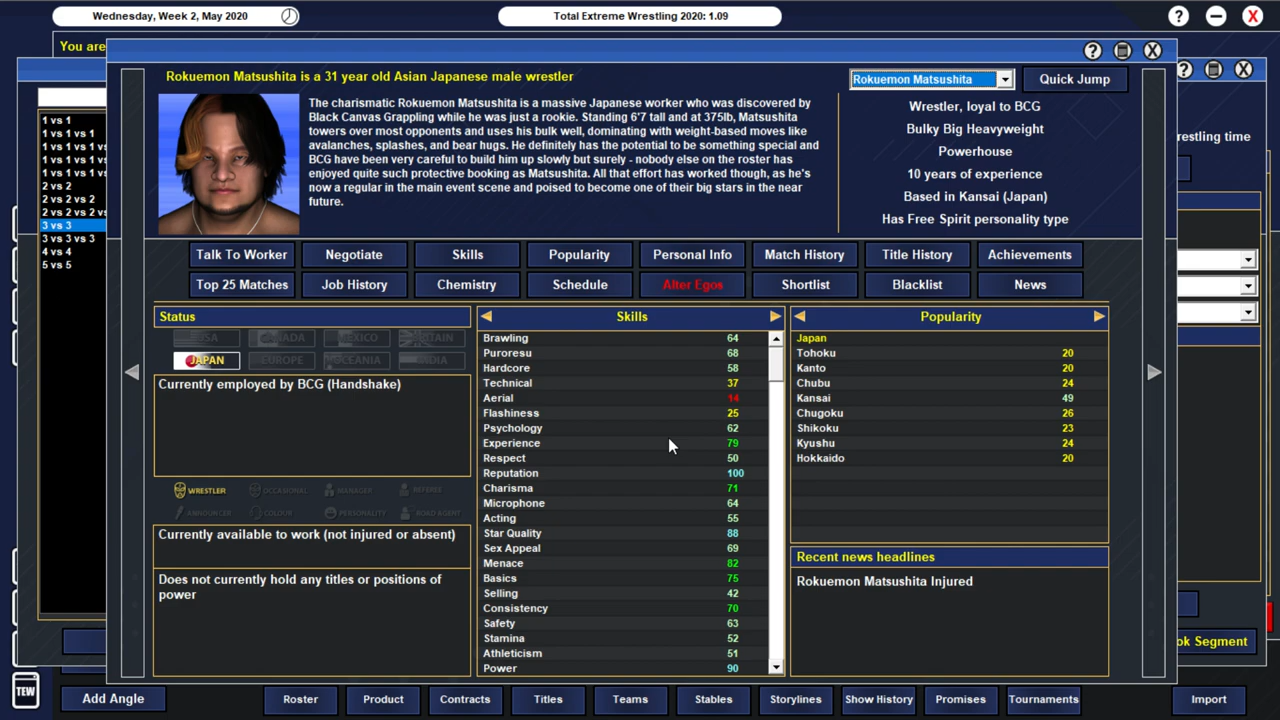 Wednesday, Week 2, May 2020
Total Extreme Wrestling 2020: 1.09
?
X
You are
? X
? X
Rokuemon Matsushita is a 31 year old Asian Japanese male wrestler
Rokuemon Matsushita
Quick Jump
The charismatic Rokuemon Matsushita is a massive Japanese worker who was discovered by
Black Canvas Grappling while he was just a rookie. Standing 6'7 tall and at 375lb, Matsushita
towers over most opponents and uses his bulk well, dominating with weight-based moves like
avalanches, splashes, and bear hugs. He definitely has the potential to be something special and
BCG have been very careful to build him up slowly but surely - nobody else on the roster has
enjoyed quite such protective booking as Matsushita. All that effort has worked though, as he's
now a regular in the main event scene and poised to become one of their big stars in the near
future.
Wrestler, loyal to BCG
Bulky Big Heavyweight
Powerhouse
10 years of experience
Based in Kansai (Japan)
Has Free Spirit personality type
restling time
1 vs 1
1 vs 1 vs 1
1 vs 1 vs 1
1 vs 1 vs 1
1 vs 1 vs 1
2 vs 2
2 vs 2 vs 2
2 vs 2 vs 2 vs
3 vs 3
3 vs 3 vs 3
4 vs 4
5 vs 5
Talk To Worker Negotiate Skills Popularity Personal Info Match History Title History Achievements
Top 25 Matches Job History Chemistry Schedule Alter Egos Shortlist Blacklist News
Status
USA CANADA MEXICO BRITAIN
JAPAN EUROPE OCEANIA INDIA
Currently employed by BCG (Handshake)
WRESTLER OCCASIONAL MANAGER REFEREE
ANNOUNCER COLOUR PERSONALITY ROAD AGENT
Currently available to work (not injured or absent)
Does not currently hold any titles or positions of
power
Skills
Brawling 64
Puroresu 68
Hardcore 58
Technical 37
Aerial 14
Flashiness 25
Psychology 62
Experience 79
Respect 50
Reputation 100
Charisma 71
Microphone 64
Acting 55
Star Quality 88
Sex Appeal 69
Menace 82
Basics 75
Selling 42
Consistency 70
Safety 63
Stamina 52
Athleticism 51
Power 90
Popularity
Japan
Tohoku 20
Kanto 20
Chubu 24
Kansai 49
Chugoku 26
Shikoku 23
Kyushu 24
Hokkaido 20
Recent news headlines
Rokuemon Matsushita Injured
ok Segment
TEW
Add Angle Roster Product Contracts Titles Teams Stables Storylines Show History Promises Tournaments Import